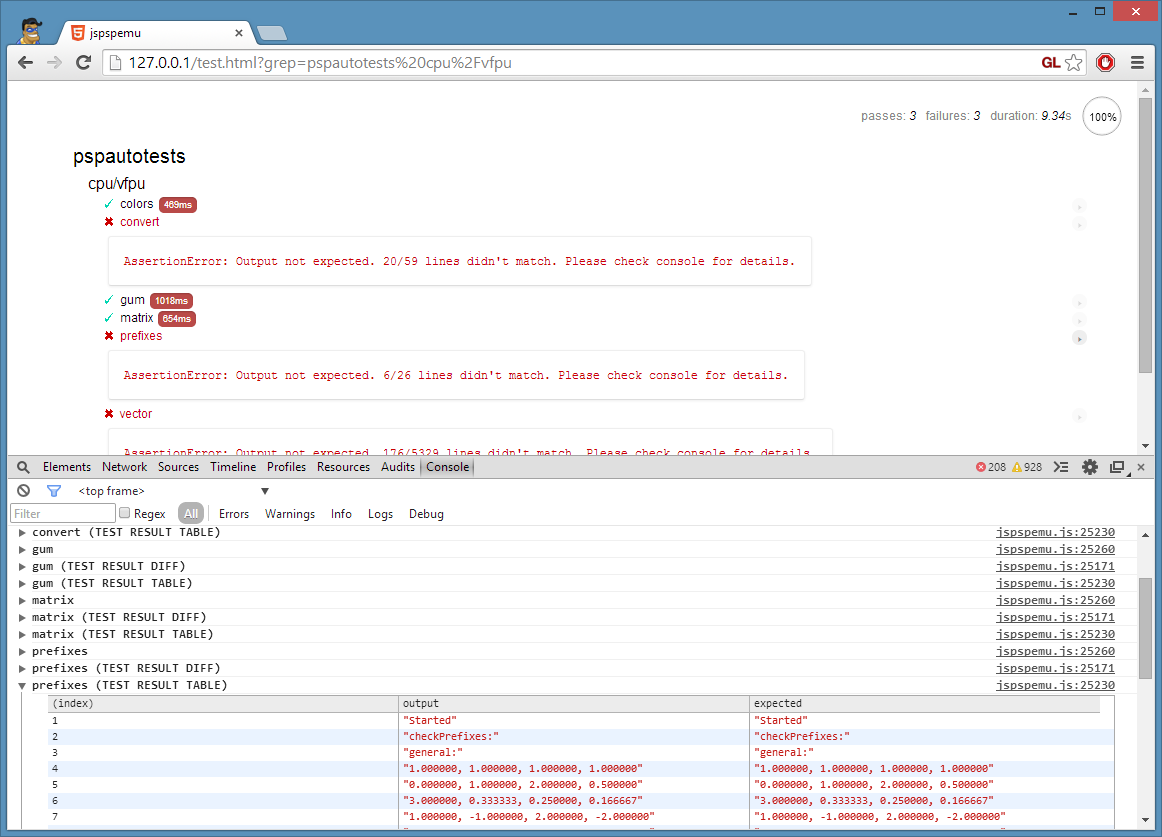 jspspemu
127.0.0.1/test.html?grep=pspautotests%20cpu%2Fvfpu GL
passes: 3 failures: 3 duration: 9.34s 100%
pspautotests
cpu/vfpu
✓ colors 469ms
✖ convert
AssertionError: Output not expected. 20/59 lines didn't match. Please check console for details.
✓ gum 1018ms
✓ matrix 654ms
✖ prefixes
AssertionError: Output not expected. 6/26 lines didn't match. Please check console for details.
✖ vector
AssertionError: Output not expected. 176/5329 lines didn't match. Please check console for details.
Elements Network Sources Timeline Profiles Resources Audits Console 208 928
<top frame>
Filter Regex All Errors Warnings Info Logs Debug
convert (TEST RESULT TABLE) jspspemu.js:25230
gum jspspemu.js:25260
gum (TEST RESULT DIFF) jspspemu.js:25171
gum (TEST RESULT TABLE) jspspemu.js:25230
matrix jspspemu.js:25260
matrix (TEST RESULT DIFF) jspspemu.js:25171
matrix (TEST RESULT TABLE) jspspemu.js:25230
prefixes jspspemu.js:25260
prefixes (TEST RESULT DIFF) jspspemu.js:25171
prefixes (TEST RESULT TABLE) jspspemu.js:25230
(index) output expected
1 "Started" "Started"
2 "checkPrefixes:" "checkPrefixes:"
3 "general:" "general:"
4 "1.000000, 1.000000, 1.000000, 1.000000" "1.000000, 1.000000, 1.000000, 1.000000"
5 "0.000000, 1.000000, 2.000000, 0.500000" "0.000000, 1.000000, 2.000000, 0.500000"
6 "3.000000, 0.333333, 0.250000, 0.166667" "3.000000, 0.333333, 0.250000, 0.166667"
7 "1.000000, -1.000000, 2.000000, -2.000000" "1.000000, -1.000000, 2.000000, -2.000000"